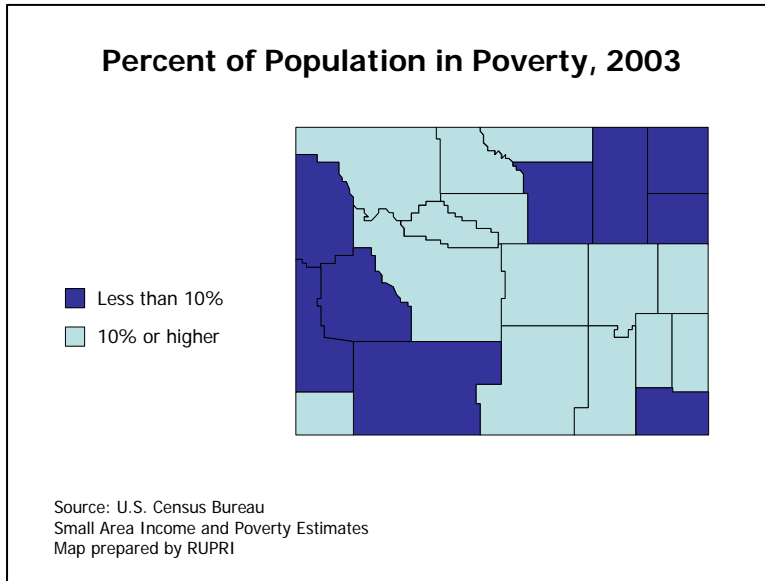 Percent of Population in Poverty, 2003
Less than 10%
10% or higher
Source: U.S. Census Bureau
Small Area Income and Poverty Estimates
Map prepared by RUPRI